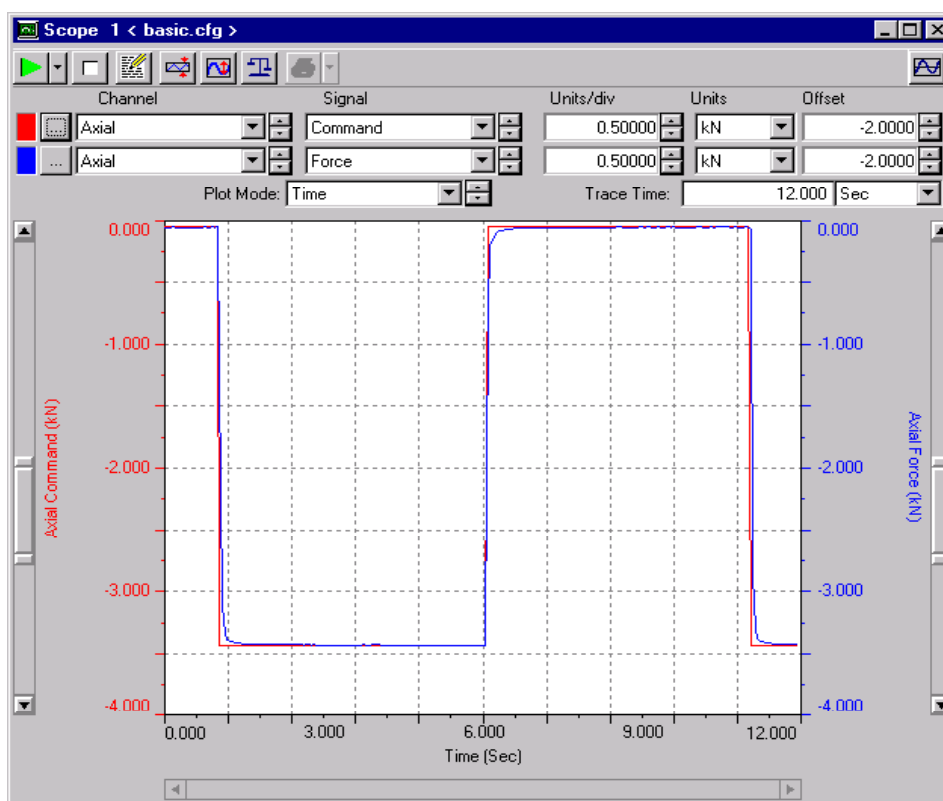 Scope 1 < basic.cfg >
Channel Signal Units/div Units Offset
... Axial Command 0.50000 kN -2.0000
... Axial Force 0.50000 kN -2.0000
Plot Mode: Time Trace Time: 12.000 Sec
0.000 0.000
-1.000 -1.000
-2.000 -2.000
-3.000 -3.000
-4.000 -4.000
Axial Command (kN)
Axial Force (kN)
0.000 3.000 6.000 9.000 12.000
Time (Sec)